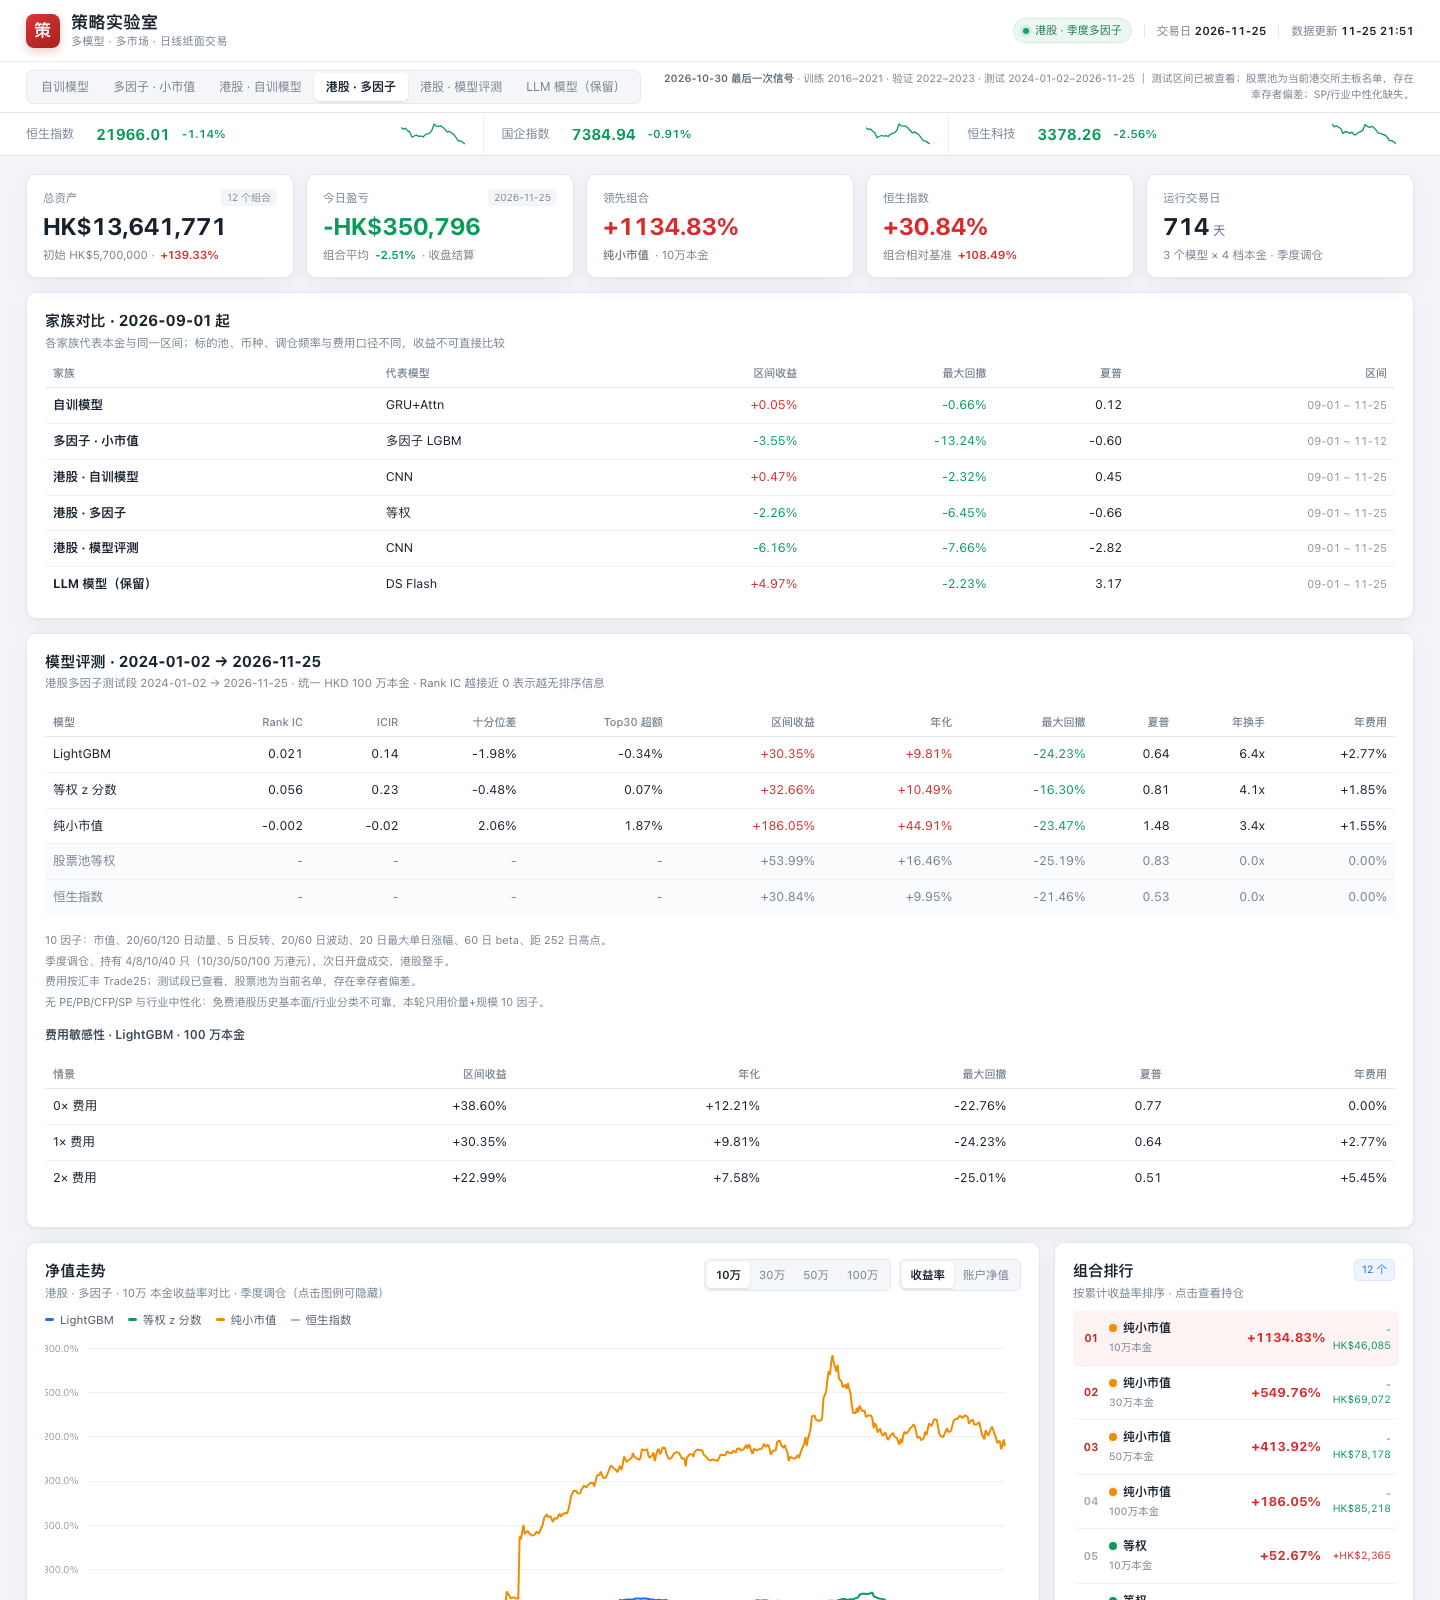 策
策略实验室
多模型 · 多市场 · 日线纸面交易
港股 · 季度多因子
交易日 2026-11-25
数据更新 11-25 21:51
自训模型
多因子 · 小市值
港股 · 自训模型
港股 · 多因子
港股 · 模型评测
LLM 模型（保留）
2026-10-30 最后一次信号 · 训练 2016–2021 · 验证 2022–2023 · 测试 2024-01-02–2026-11-25 ｜ 测试区间已被查看；股票池为当前港交所主板名单，存在
幸存者偏差；SP/行业中性化缺失。
恒生指数 21966.01 -1.14%
国企指数 7384.94 -0.91%
恒生科技 3378.26 -2.56%
总资产 12 个组合
HK$13,641,771
初始 HK$5,700,000 · +139.33%
今日盈亏 2026-11-25
-HK$350,796
组合平均 -2.51% · 收盘结算
领先组合
+1134.83%
纯小市值 · 10万本金
恒生指数
+30.84%
组合相对基准 +108.49%
运行交易日
714 天
3 个模型 × 4 档本金 · 季度调仓
家族对比 · 2026-09-01 起
各家族代表本金与同一区间；标的池、币种、调仓频率与费用口径不同，收益不可直接比较
家族 代表模型 区间收益 最大回撤 夏普 区间
自训模型 GRU+Attn +0.05% -0.66% 0.12 09-01 ~ 11-25
多因子 · 小市值 多因子 LGBM -3.55% -13.24% -0.60 09-01 ~ 11-12
港股 · 自训模型 CNN +0.47% -2.32% 0.45 09-01 ~ 11-25
港股 · 多因子 等权 -2.26% -6.45% -0.66 09-01 ~ 11-25
港股 · 模型评测 CNN -6.16% -7.66% -2.82 09-01 ~ 11-25
LLM 模型（保留） DS Flash +4.97% -2.23% 3.17 09-01 ~ 11-25
模型评测 · 2024-01-02 → 2026-11-25
港股多因子测试段 2024-01-02 → 2026-11-25 · 统一 HKD 100 万本金 · Rank IC 越接近 0 表示越无排序信息
模型 Rank IC ICIR 十分位差 Top30 超额 区间收益 年化 最大回撤 夏普 年换手 年费用
LightGBM 0.021 0.14 -1.98% -0.34% +30.35% +9.81% -24.23% 0.64 6.4x +2.77%
等权 z 分数 0.056 0.23 -0.48% 0.07% +32.66% +10.49% -16.30% 0.81 4.1x +1.85%
纯小市值 -0.002 -0.02 2.06% 1.87% +186.05% +44.91% -23.47% 1.48 3.4x +1.55%
股票池等权 - - - - +53.99% +16.46% -25.19% 0.83 0.0x 0.00%
恒生指数 - - - - +30.84% +9.95% -21.46% 0.53 0.0x 0.00%
10 因子：市值、20/60/120 日动量、5 日反转、20/60 日波动、20 日最大单日涨幅、60 日 beta、距 252 日高点。
季度调仓、持有 4/8/10/40 只（10/30/50/100 万港元），次日开盘成交，港股整手。
费用按汇丰 Trade25；测试段已查看，股票池为当前名单，存在幸存者偏差。
无 PE/PB/CFP/SP 与行业中性化：免费港股历史基本面/行业分类不可靠，本轮只用价量+规模 10 因子。
费用敏感性 · LightGBM · 100 万本金
情景 区间收益 年化 最大回撤 夏普 年费用
0× 费用 +38.60% +12.21% -22.76% 0.77 0.00%
1× 费用 +30.35% +9.81% -24.23% 0.64 +2.77%
2× 费用 +22.99% +7.58% -25.01% 0.51 +5.45%
净值走势
港股 · 多因子 · 10万 本金收益率对比 · 季度调仓（点击图例可隐藏）
10万 30万 50万 100万
收益率 账户净值
LightGBM 等权 z 分数 纯小市值 恒生指数
300.0%
500.0%
200.0%
900.0%
600.0%
300.0%
组合排行 12 个
按累计收益率排序 · 点击查看持仓
01 纯小市值 10万本金 +1134.83% -HK$46,085
02 纯小市值 30万本金 +549.76% -HK$69,072
03 纯小市值 50万本金 +413.92% -HK$78,178
04 纯小市值 100万本金 +186.05% -HK$85,218
05 等权 10万本金 +52.67% +HK$2,365